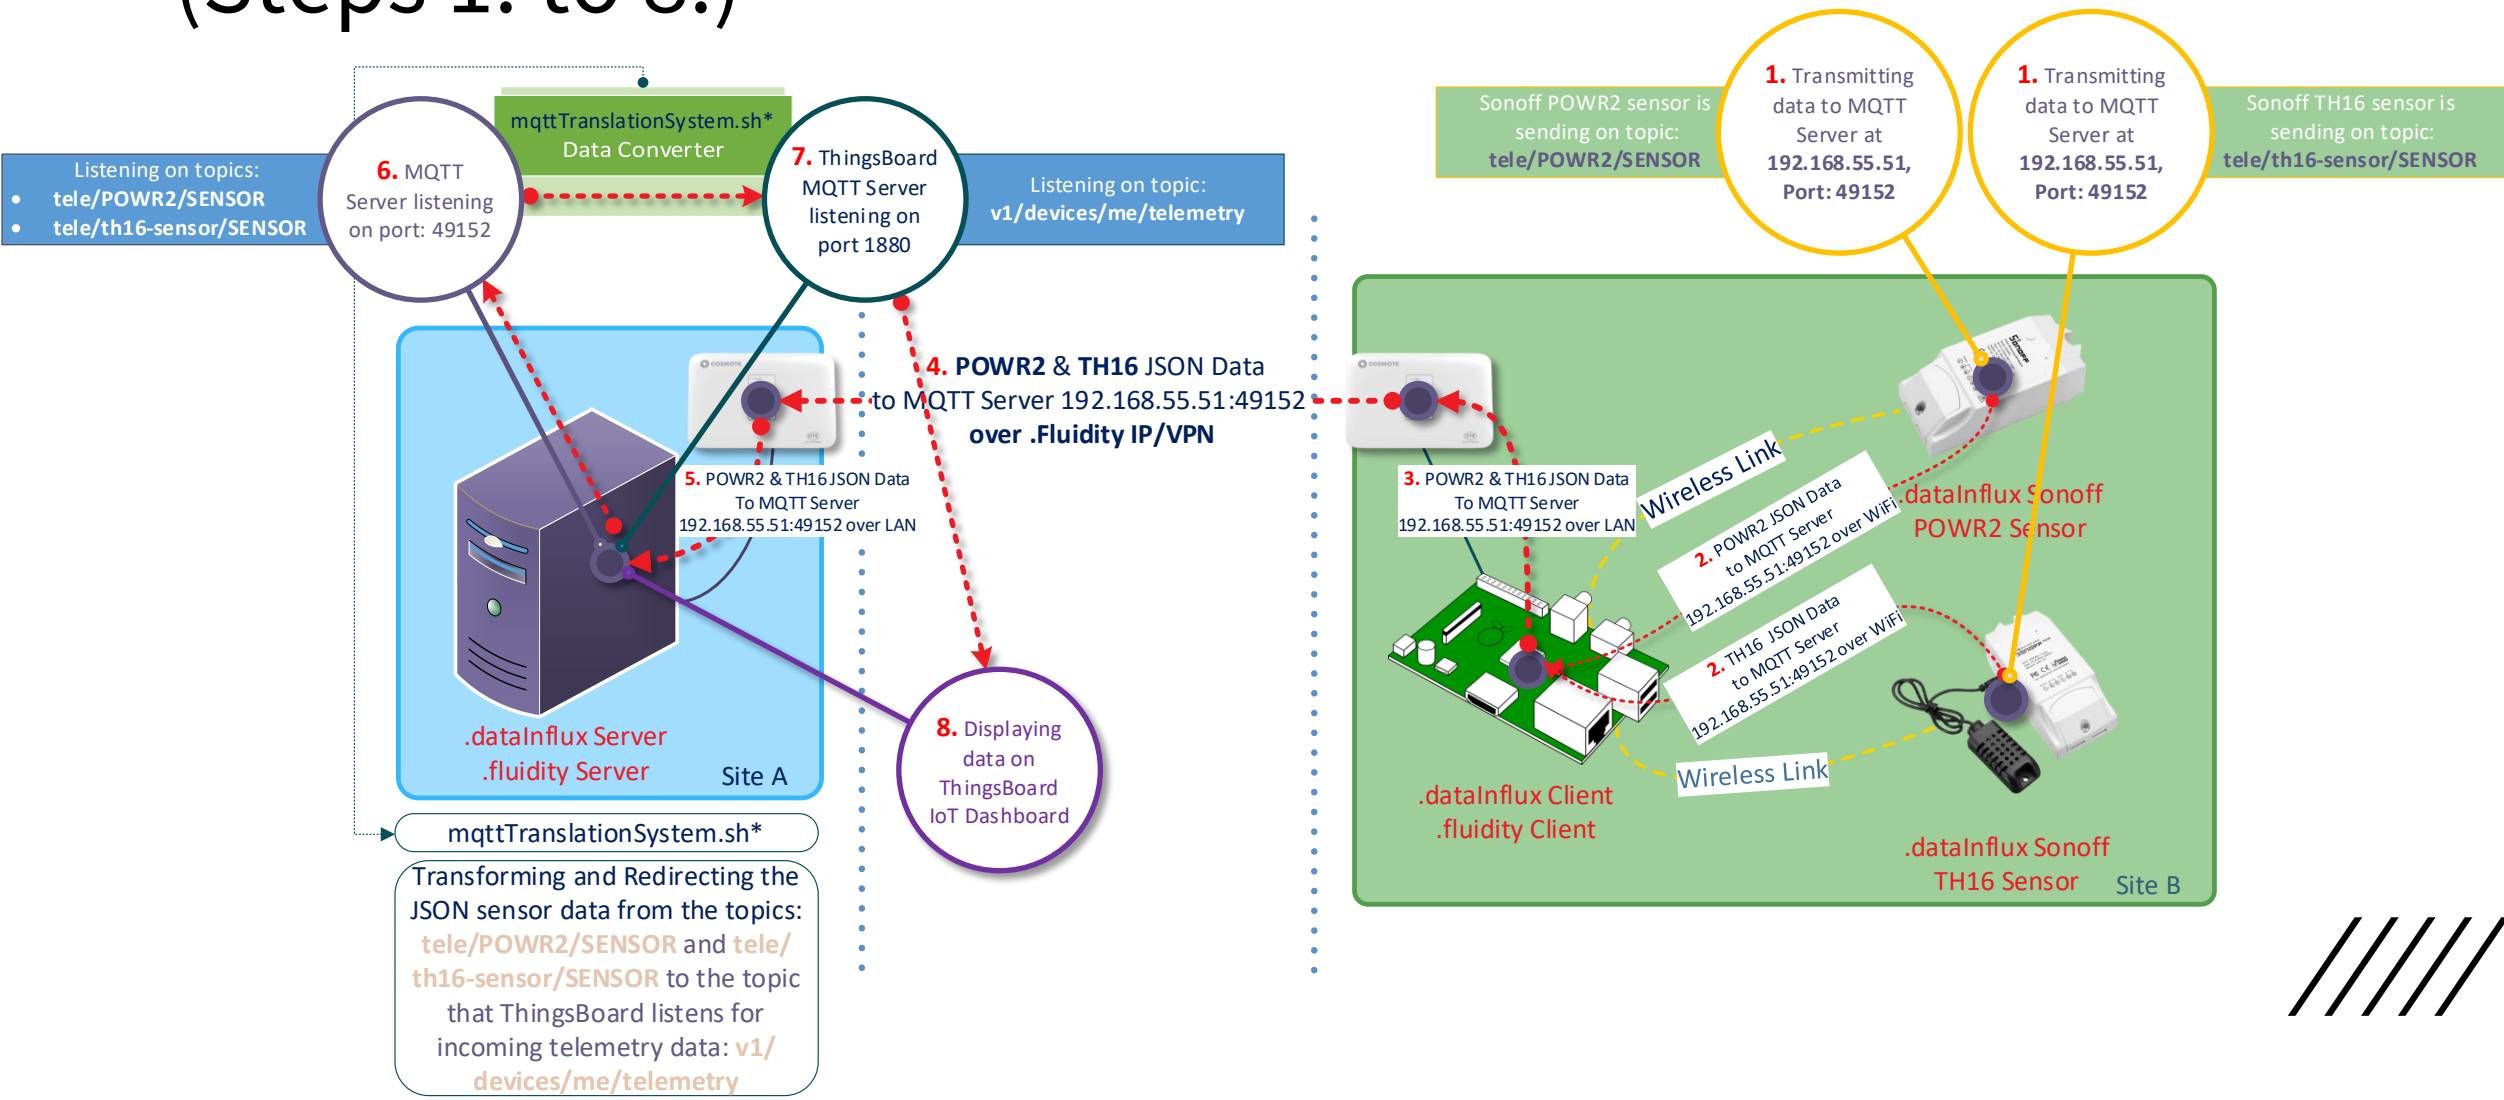 (Steps 1. to 8.)
mqttTranslationSystem.sh*
Data Converter
Listening on topics:
• tele/POWR2/SENSOR
• tele/th16-sensor/SENSOR
6. MQTT
Server listening
on port: 49152
7. ThingsBoard
MQTT Server
listening on
port 1880
Listening on topic:
v1/devices/me/telemetry
Sonoff POWR2 sensor is
sending on topic:
tele/POWR2/SENSOR
1. Transmitting
data to MQTT
Server at
192.168.55.51,
Port: 49152
1. Transmitting
data to MQTT
Server at
192.168.55.51,
Port: 49152
Sonoff TH16 sensor is
sending on topic:
tele/th16-sensor/SENSOR
COSMOTE
OTE
4. POWR2 & TH16 JSON Data
to MQTT Server 192.168.55.51:49152
over .Fluidity IP/VPN
COSMOTE
OTE
5. POWR2 & TH16 JSON Data
To MQTT Server
192.168.55.51:49152 over LAN
3. POWR2 & TH16 JSON Data
To MQTT Server
192.168.55.51:49152 over LAN
Wireless Link
SonOFF
.dataInflux Sonoff
POWR2 Sensor
2. POWR2 JSON Data
to MQTT Server
192.168.55.51:49152 over WiFi
2. TH16 JSON Data
to MQTT Server
192.168.55.51:49152 over WiFi
SonOFF
Wireless Link
.dataInflux Server
.fluidity Server
Site A
8. Displaying
data on
ThingsBoard
IoT Dashboard
.dataInflux Client
.fluidity Client
.dataInflux Sonoff
TH16 Sensor
Site B
mqttTranslationSystem.sh*
Transforming and Redirecting the
JSON sensor data from the topics:
tele/POWR2/SENSOR and tele/
th16-sensor/SENSOR to the topic
that ThingsBoard listens for
incoming telemetry data: v1/
devices/me/telemetry